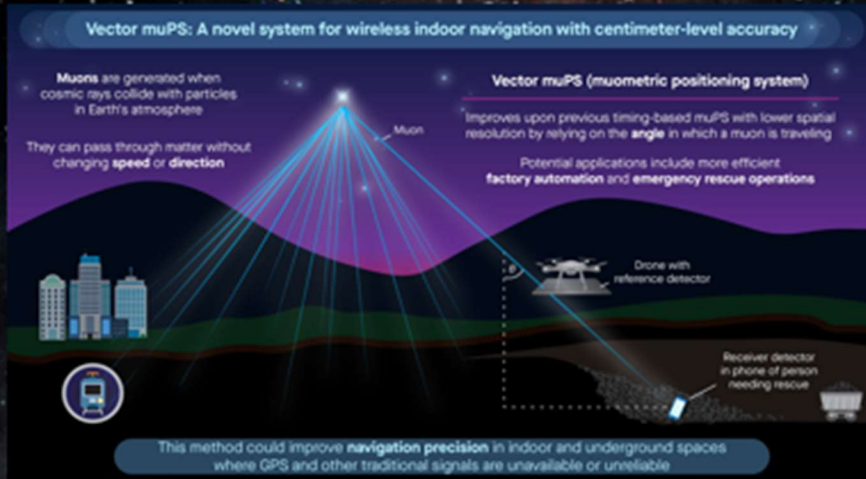 Vector muPS: A novel system for wireless indoor navigation with centimeter-level accuracy
Muons are generated when
cosmic rays collide with particles
in Earth's atmosphere
They can pass through matter without
changing speed or direction
Muon
Vector muPS (muometric positioning system)
Improves upon previous timing-based muPS with lower spatial
resolution by relying on the angle in which a muon is traveling
Potential applications include more efficient
factory automation and emergency rescue operations
θ
Drone with
reference detector
Receiver detector
in phone of person
needing rescue
This method could improve navigation precision in indoor and underground spaces
where GPS and other traditional signals are unavailable or unreliable